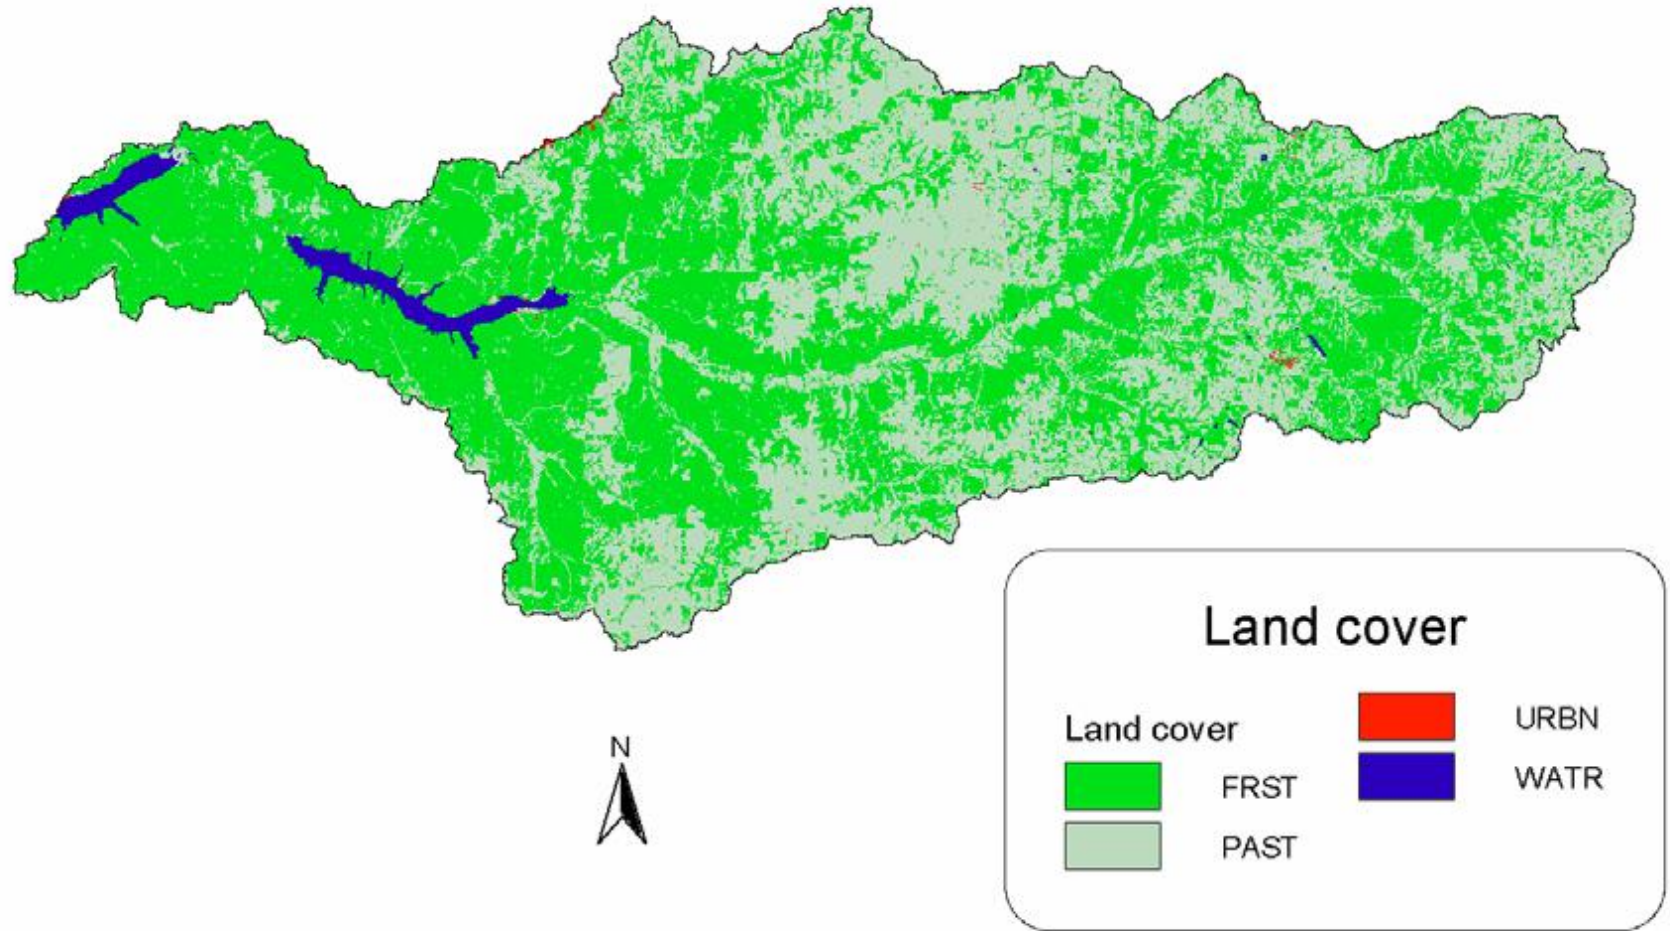 N
Land cover
Land cover
FRST
PAST
URBN
WATR